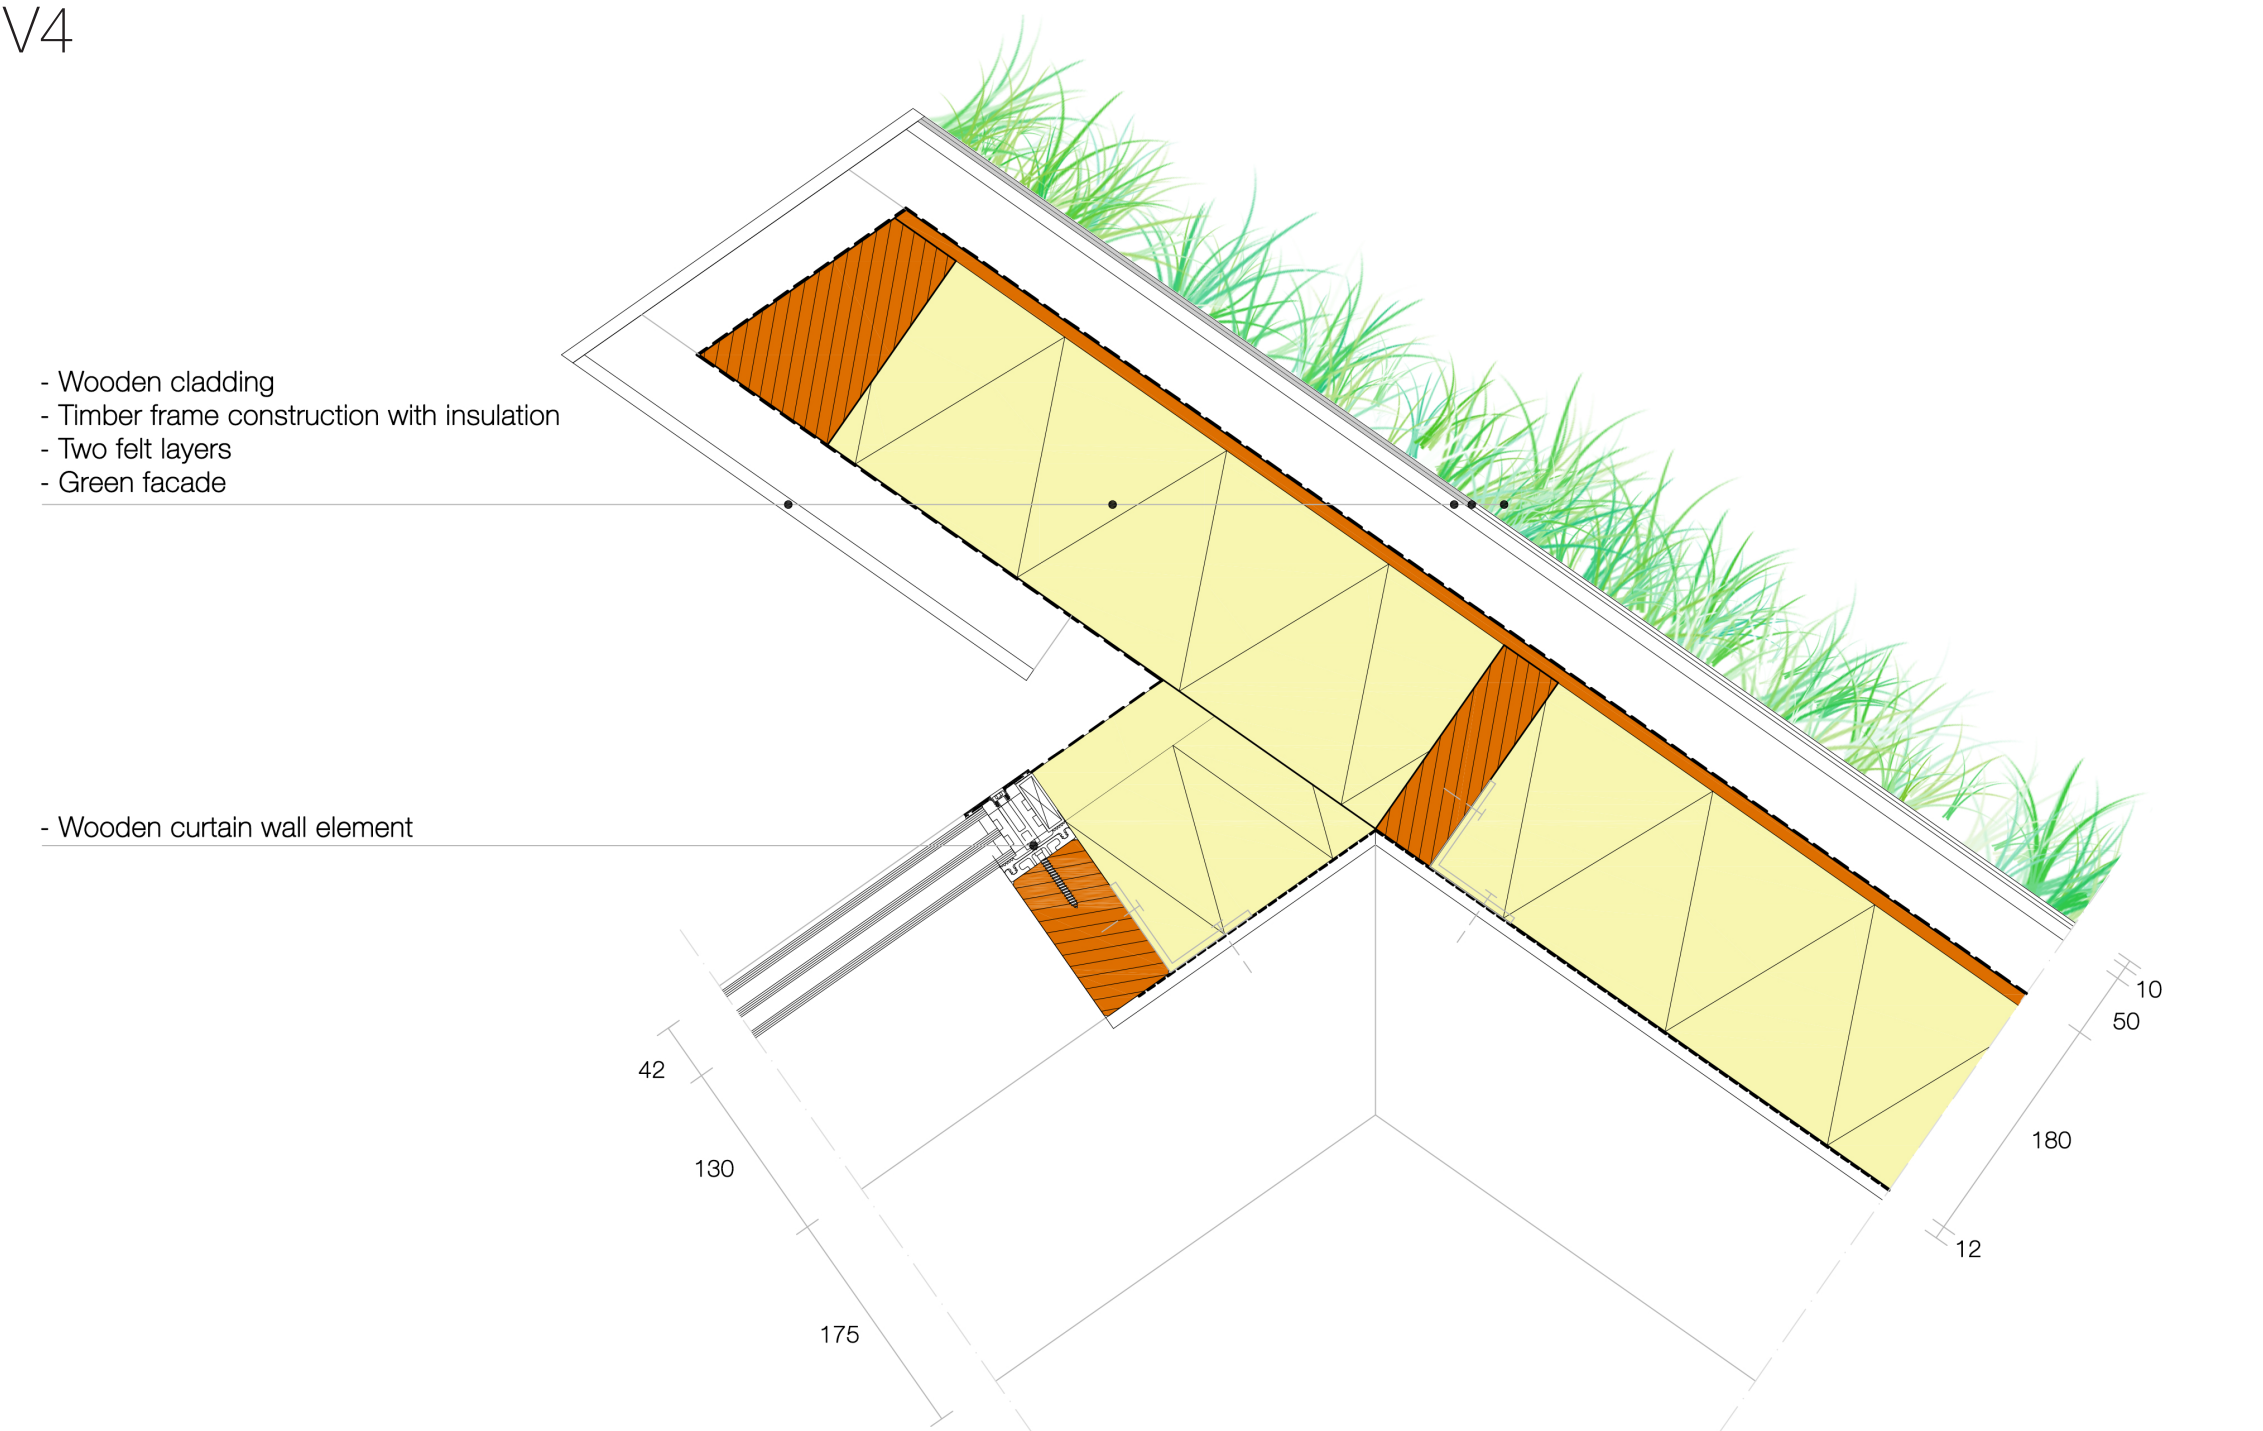 V4
- Wooden cladding
- Timber frame construction with insulation
- Two felt layers
- Green facade
- Wooden curtain wall element
10
50
42
180
130
12
175